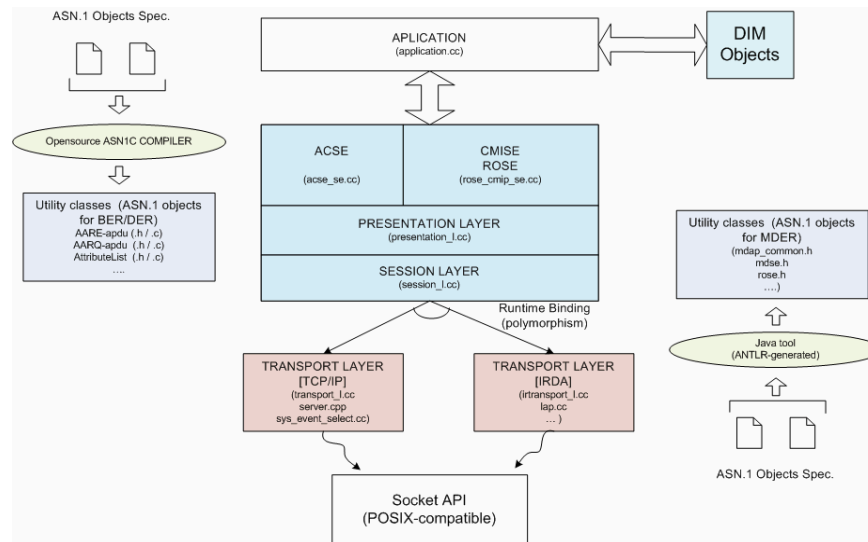 ASN.1 Objects Spec.
Opensource ASN1C COMPILER
Utility classes (ASN.1 objects
for BER/DER)
AARE-apdu (.h / .c)
AARQ-apdu (.h / .c)
AttributeList (.h / .c)
....
APLICATION
(application.cc)
DIM
Objects
ACSE
(acse_se.cc)
CMISE
ROSE
(rose_cmip_se.cc)
PRESENTATION LAYER
(presentation_l.cc)
SESSION LAYER
(session_l.cc)
Runtime Binding
(polymorphism)
TRANSPORT LAYER
[TCP/IP]
(transport_l.cc
server.cpp
sys_event_select.cc)
TRANSPORT LAYER
[IRDA]
(irtransport_l.cc
lap.cc
... )
Socket API
(POSIX-compatible)
Utility classes (ASN.1 objects
for MDER)
(mdap_common.h
mdse.h
rose.h
....)
Java tool
(ANTLR-generated)
ASN.1 Objects Spec.